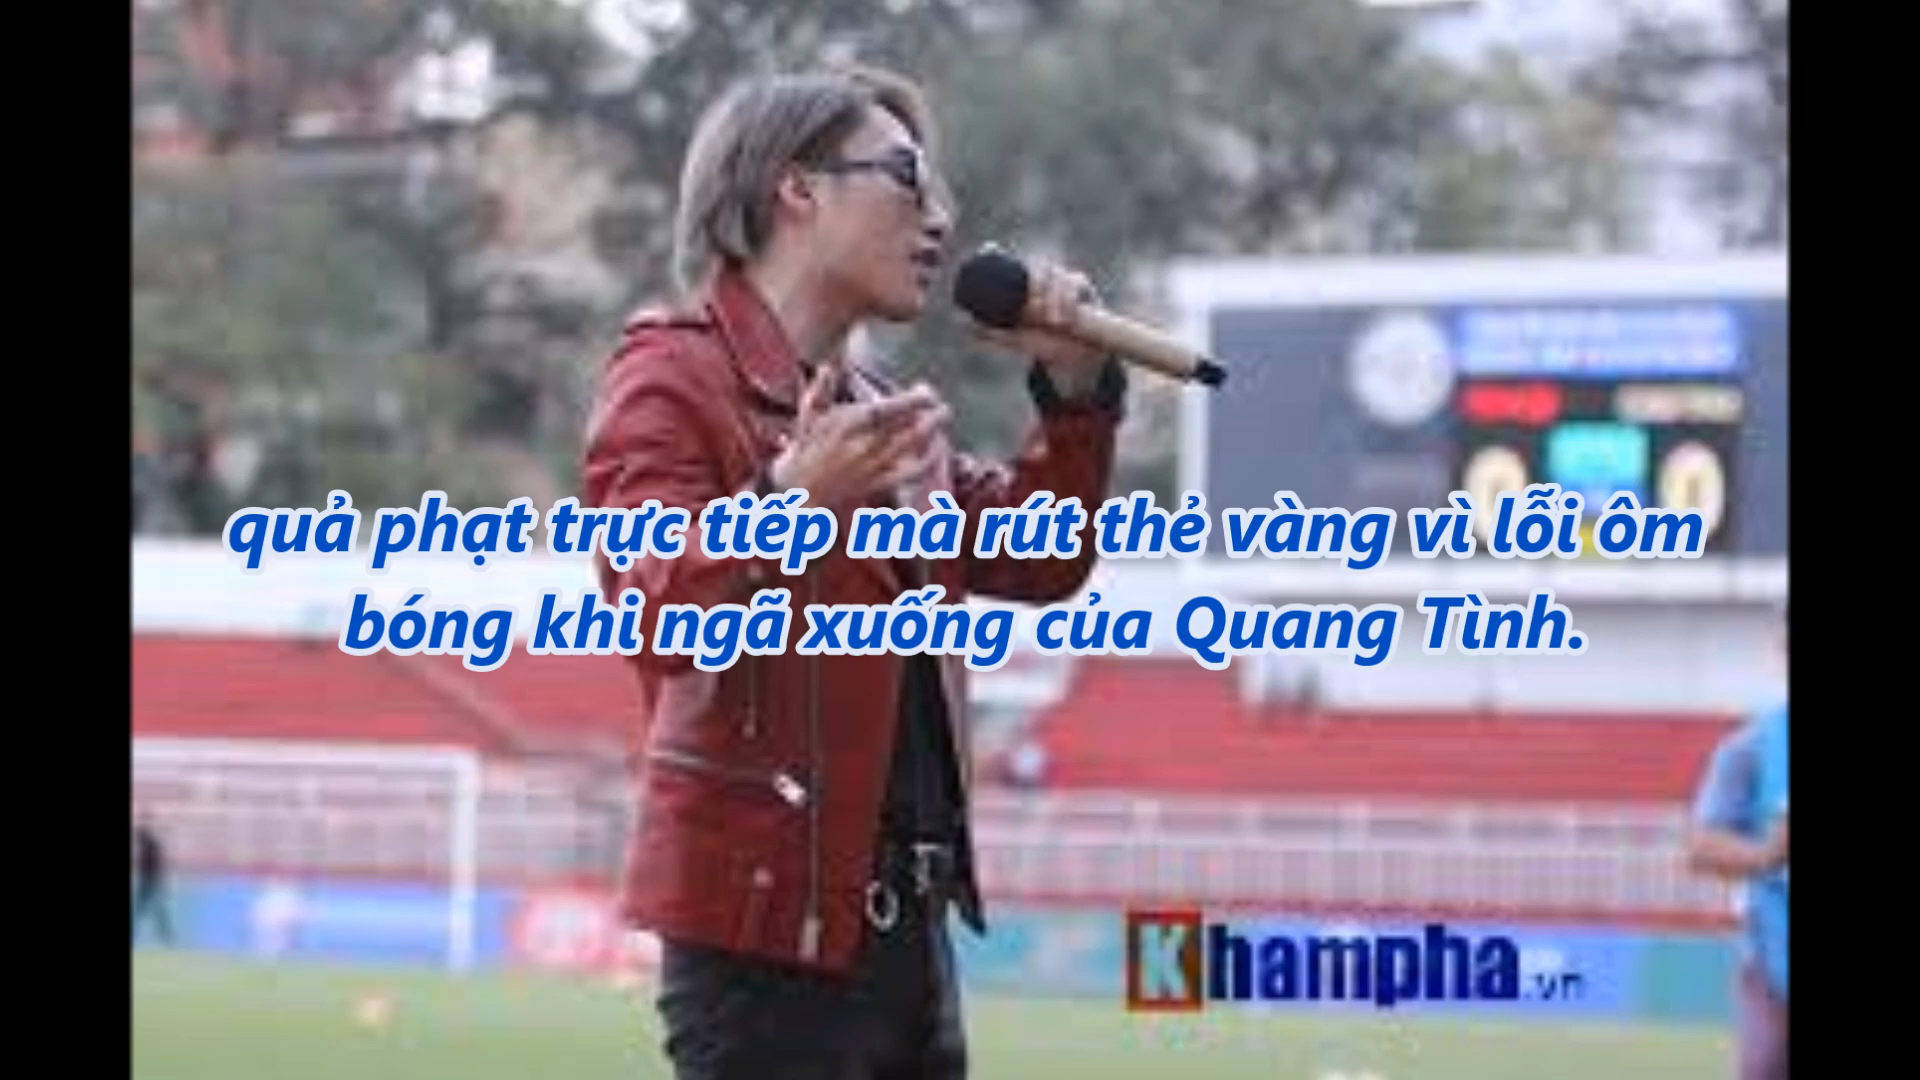 quả phạt trực tiếp mà rút thẻ vàng vì lỗi ôm
bóng khi ngã xuống của Quang Tình.
Khampha.vn